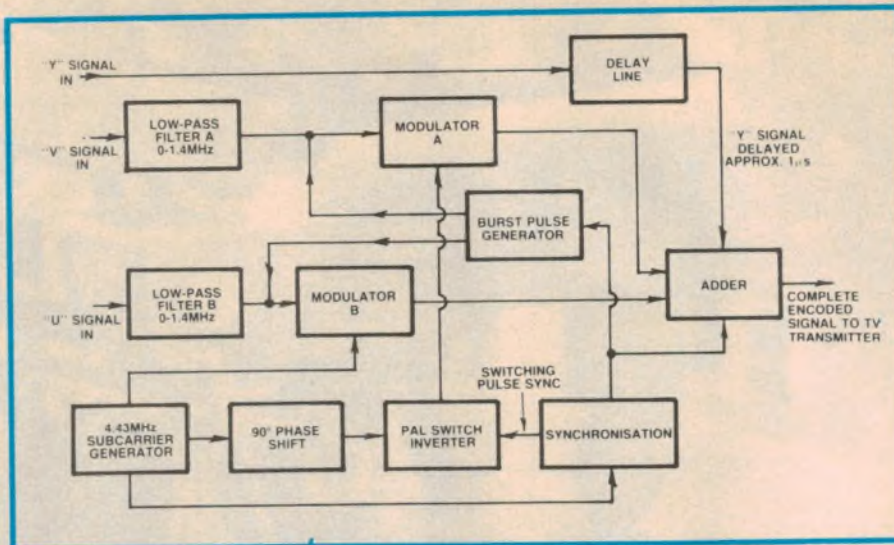 "Y" SIGNAL
IN
DELAY
LINE
LOW-PASS
FILTER A
0-1.4MHz
MODULATOR
A
"V" SIGNAL
IN
"Y" SIGNAL
DELAYED
APPROX. 1µs
BURST PULSE
GENERATOR
LOW-PASS
FILTER B
0-1.4MHz
MODULATOR
B
ADDER
"U" SIGNAL
IN
COMPLETE
ENCODED
SIGNAL TO TV
TRANSMITTER
SWITCHING
PULSE SYNC
4.43MHz
SUBCARRIER
GENERATOR
90° PHASE
SHIFT
PAL SWITCH
INVERTER
SYNCHRONISATION